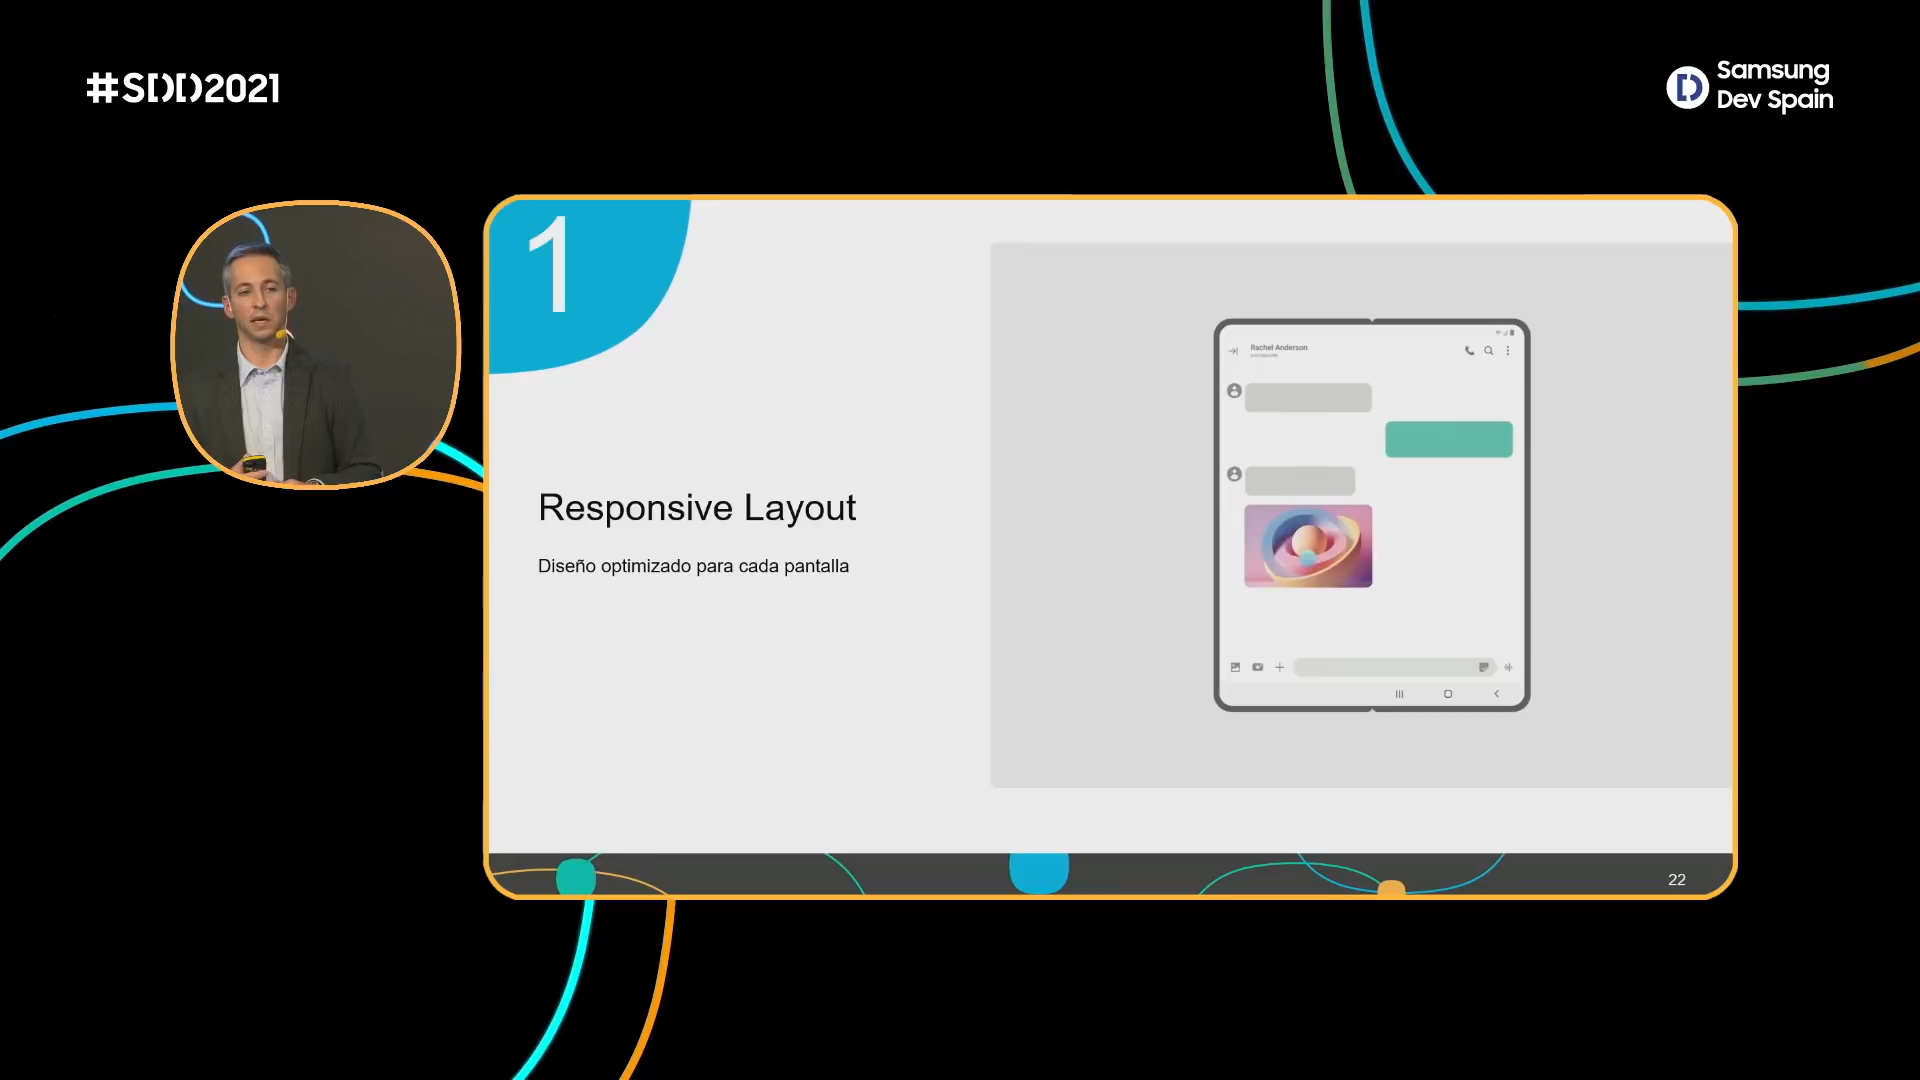 #SDD2021
Samsung
Dev Spain
1
Responsive Layout
Diseño optimizado para cada pantalla
Rachel Anderson
22